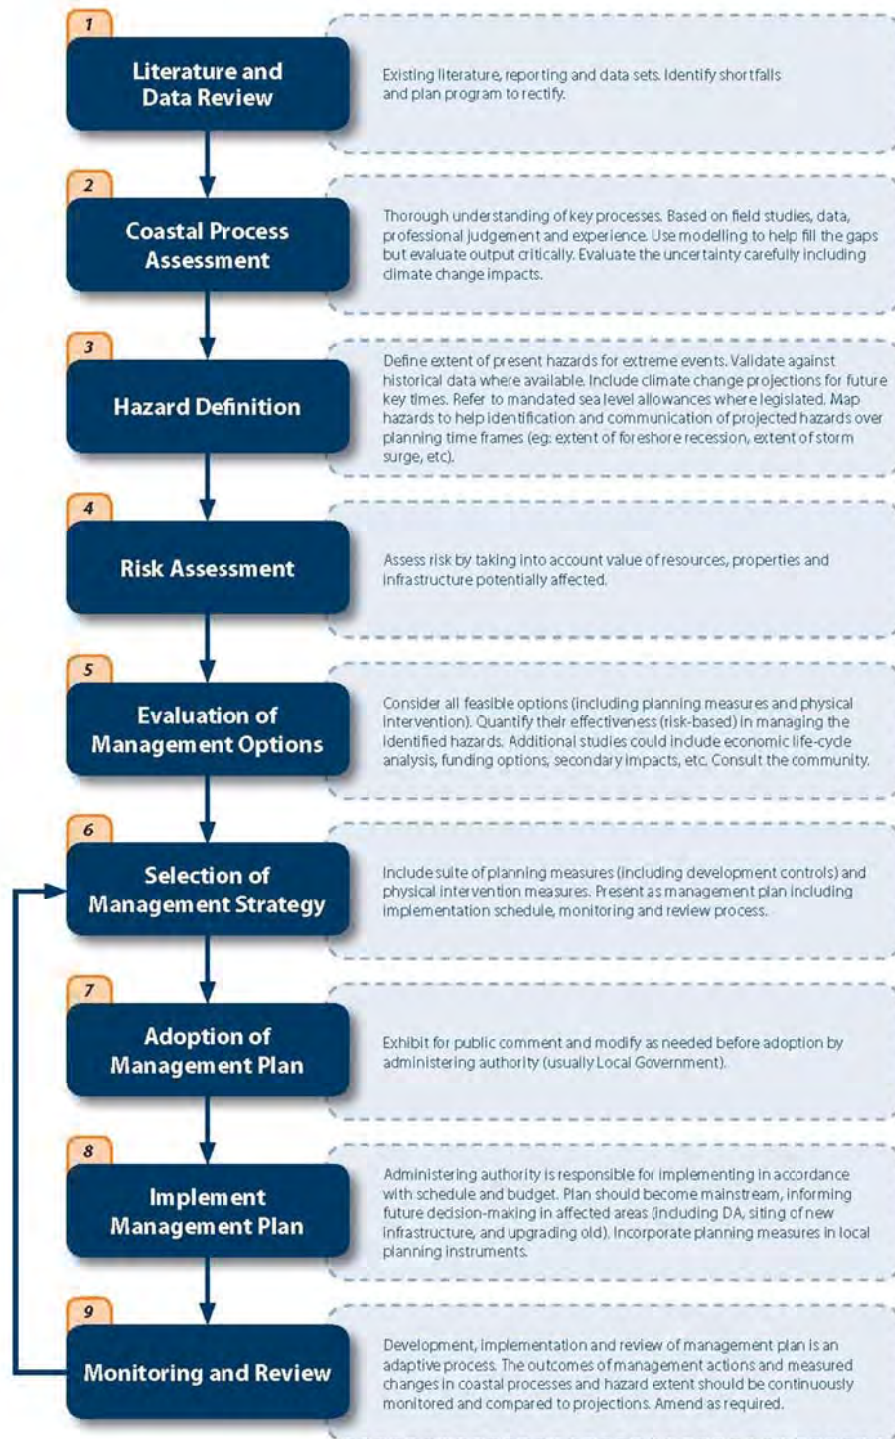 1
Literature and
Data Review
Existing literature, reporting and data sets. Identify shortfalls
and plan program to rectify.
2
Coastal Process
Assessment
Thorough understanding of key processes. Based on field studies, data,
professional judgement and experience. Use modelling to help fill the gaps
but evaluate output critically. Evaluate the uncertainty carefully including
climate change impacts.
3
Hazard Definition
Define extent of present hazards for extreme events. Validate against
historical data where available. Include climate change projections for future
key times. Refer to mandated sea level allowances where legislated. Map
hazards to help identification and communication of projected hazards over
planning time frames (eg: extent of foreshore recession, extent of storm
surge, etc).
4
Risk Assessment
Assess risk by taking into account value of resources, properties and
infrastructure potentially affected.
5
Evaluation of
Management Options
Consider all feasible options (including planning measures and physical
intervention). Quantify their effectiveness (risk-based) in managing the
identified hazards. Additional studies could include economic life-cycle
analysis, funding options, secondary impacts, etc. Consult the community.
6
Selection of
Management Strategy
Include suite of planning measures (including development controls) and
physical intervention measures. Present as management plan including
implementation schedule, monitoring and review process.
7
Adoption of
Management Plan
Exhibit for public comment and modify as needed before adoption by
administering authority (usually Local Government).
8
Implement
Management Plan
Administering authority is responsible for implementing in accordance
with schedule and budget. Plan should become mainstream, informing
future decision-making in affected areas (including DA, siting of new
infrastructure, and upgrading old). Incorporate planning measures in local
planning instruments.
9
Monitoring and Review
Development, implementation and review of management plan is an
adaptive process. The outcomes of management actions and measured
changes in coastal processes and hazard extent should be continuously
monitored and compared to projections. Amend as required.